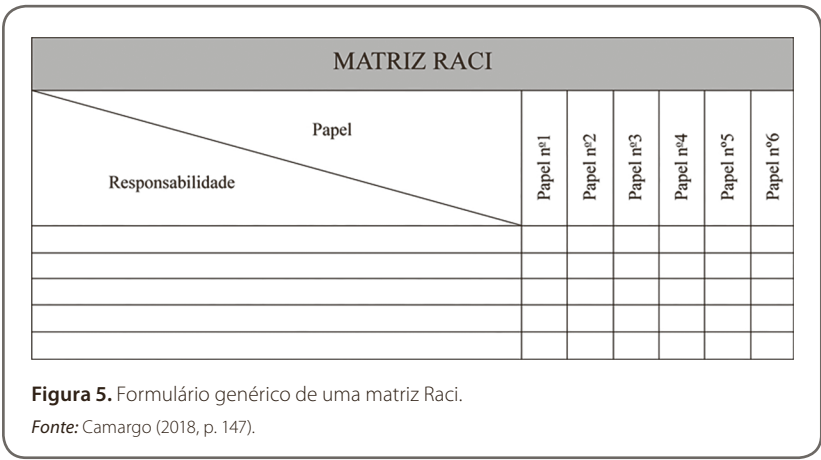 MATRIZ RACI
Papel
Responsabilidade
Papel nº1
Papel nº2
Papel nº3
Papel nº4
Papel nº5
Papel nº6
Figura 5. Formulário genérico de uma matriz Raci.
Fonte: Camargo (2018, p. 147).